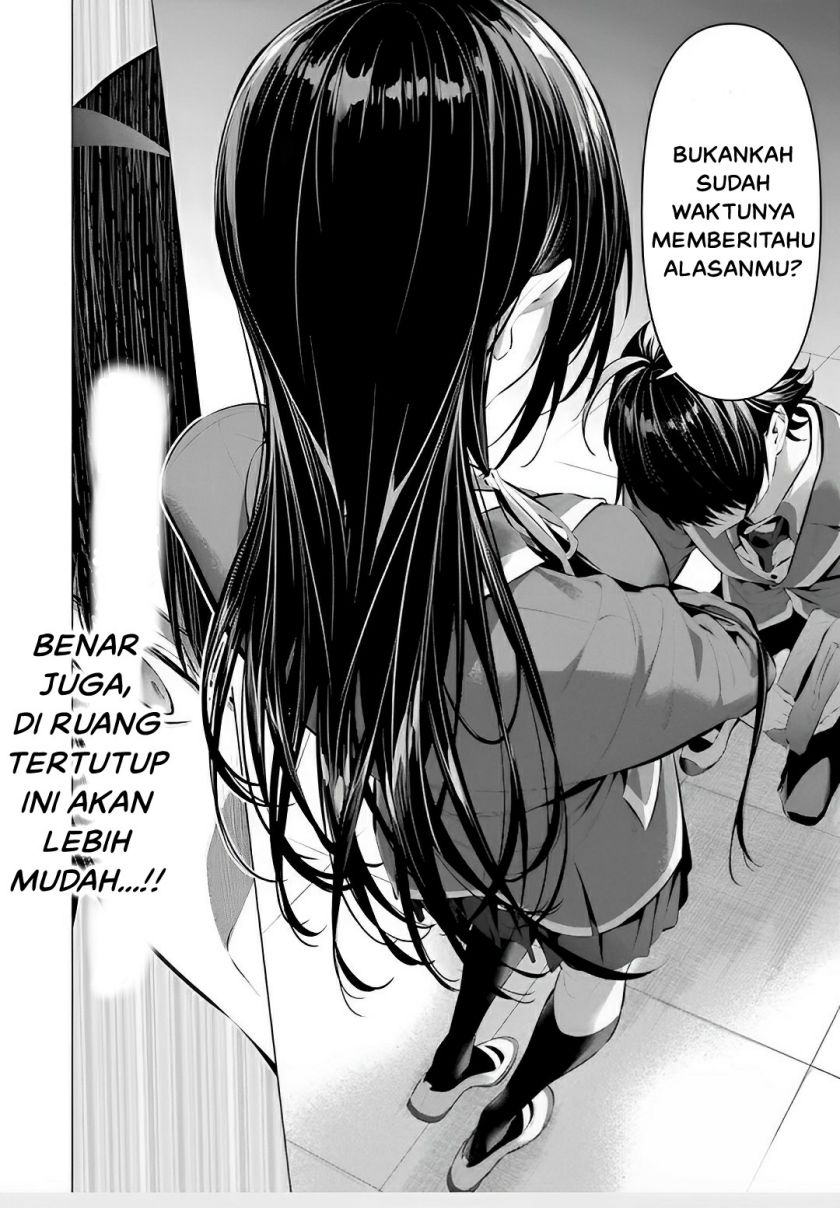 BUKANKAH
SUDAH
WAKTUNYA
MEMBERITAHU
ALASANMU?
BENAR
JUGA,
DI RUANG
TERTUTUP
INI AKAN
LEBIH
MUDAH...!!